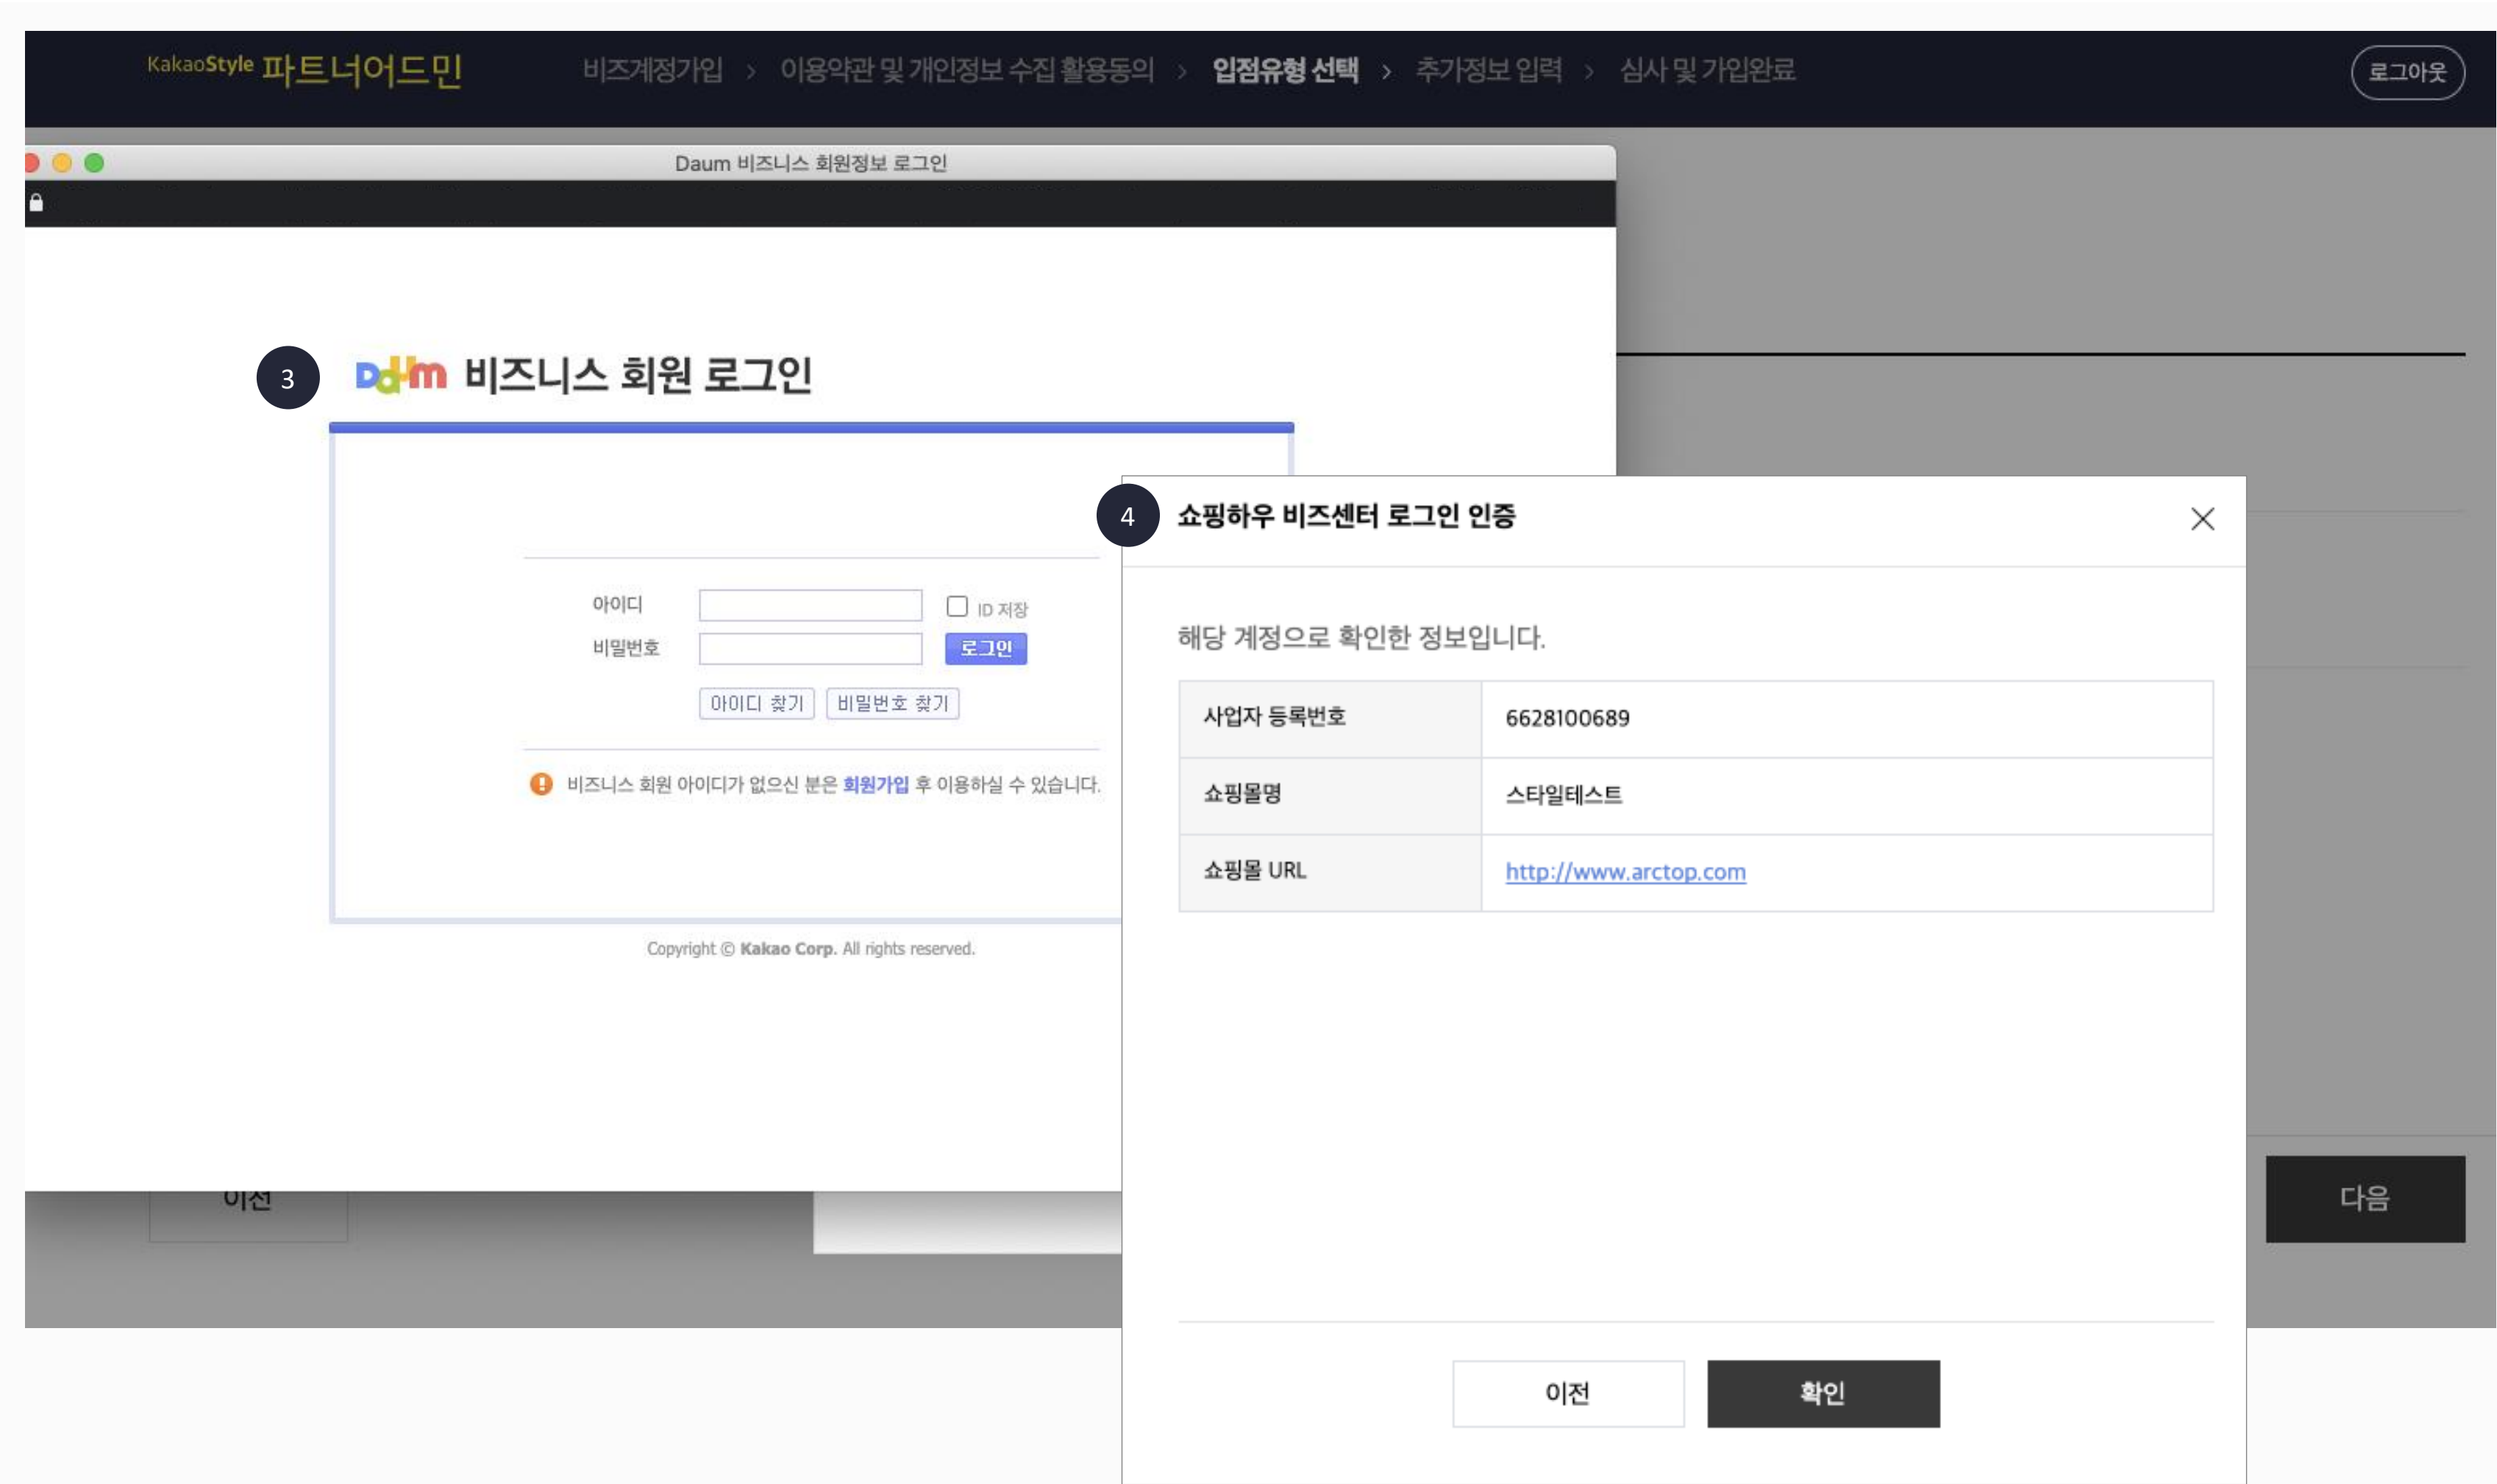 KakaoStyle 파트너어드민
비즈계정가입 > 이용약관 및 개인정보 수집 활용동의 > 입점유형 선택 > 추가정보 입력 > 심사 및 가입완료
로그아웃
Daum 비즈니스 회원정보 로그인
3
Daum 비즈니스 회원 로그인
아이디
ID 저장
비밀번호
로그인
아이디 찾기
비밀번호 찾기
비즈니스 회원 아이디가 없으신 분은 회원가입 후 이용하실 수 있습니다.
Copyright © Kakao Corp. All rights reserved.
4
쇼핑하우 비즈센터 로그인 인증
해당 계정으로 확인한 정보입니다.
사업자 등록번호 6628100689
쇼핑몰명 스타일테스트
쇼핑몰 URL http://www.arctop.com
이전
다음
이전
확인